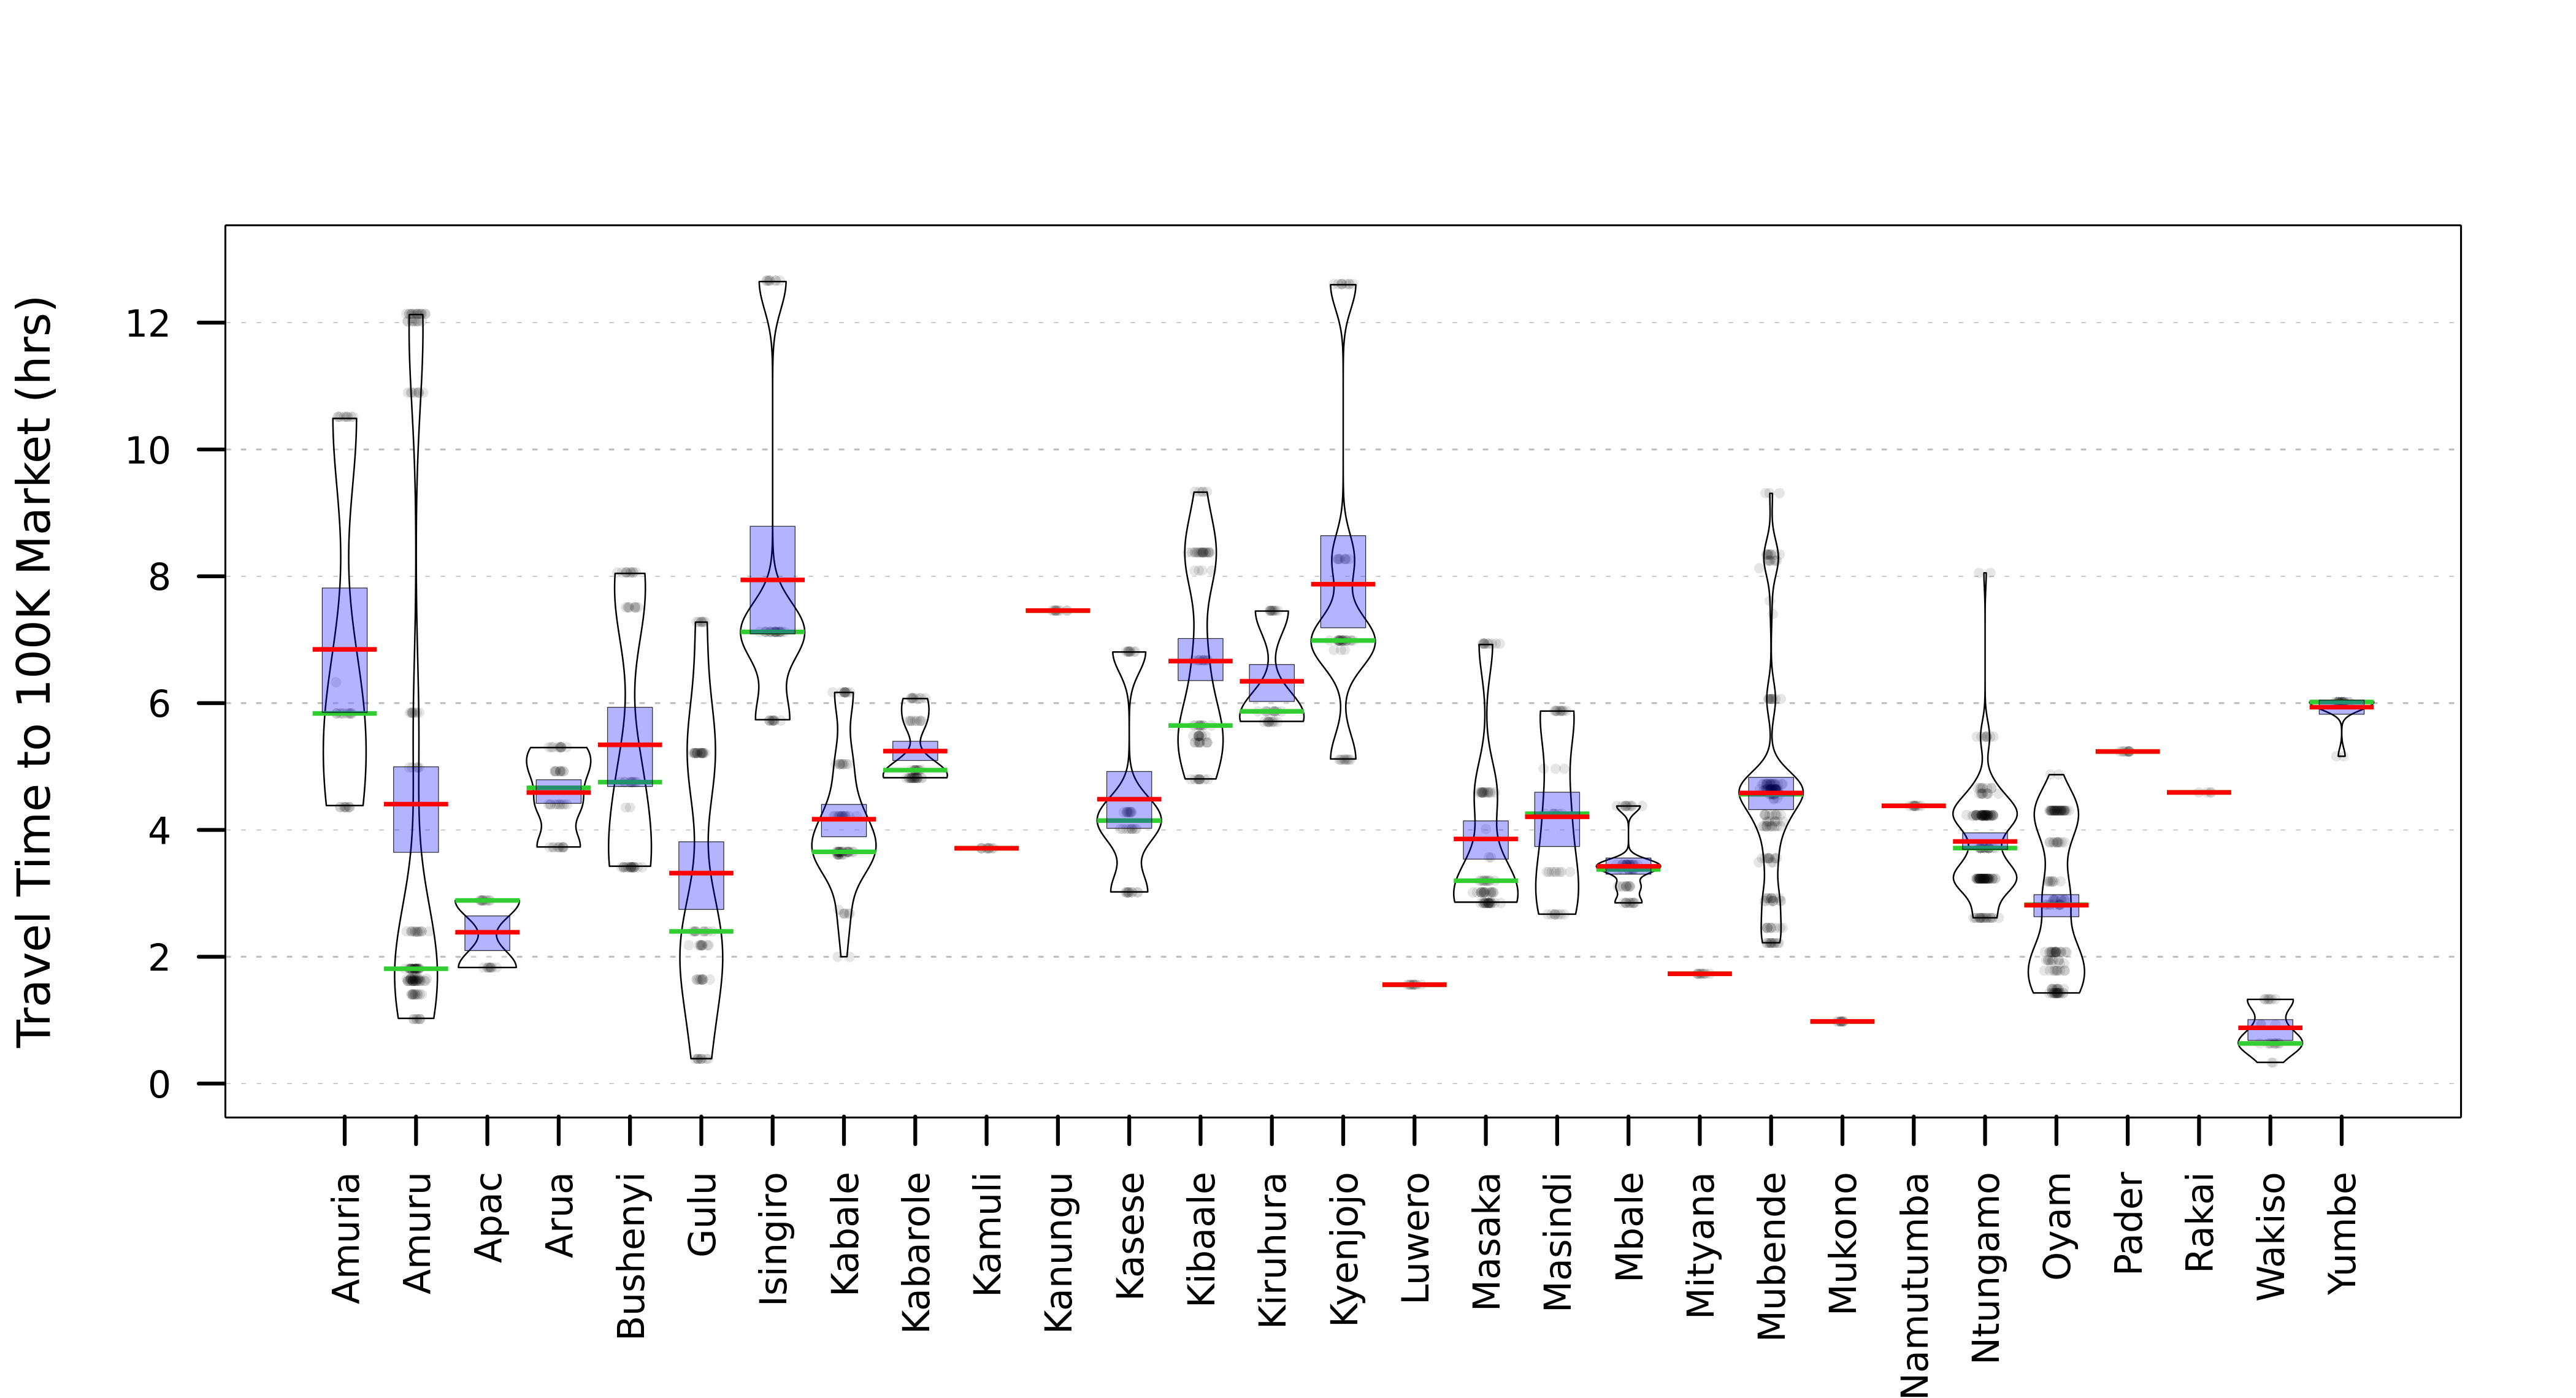 Travel Time to 100K Market (hrs)
12
10
8
6
4
2
0
Amuria
Amuru
Apac
Arua
Bushenyi
Gulu
Isingiro
Kabale
Kabarole
Kamuli
Kanungu
Kasese
Kibaale
Kiruhura
Kyenjojo
Luwero
Masaka
Masindi
Mbale
Mityana
Mubende
Mukono
Namutumba
Ntungamo
Oyam
Pader
Rakai
Wakiso
Yumbe